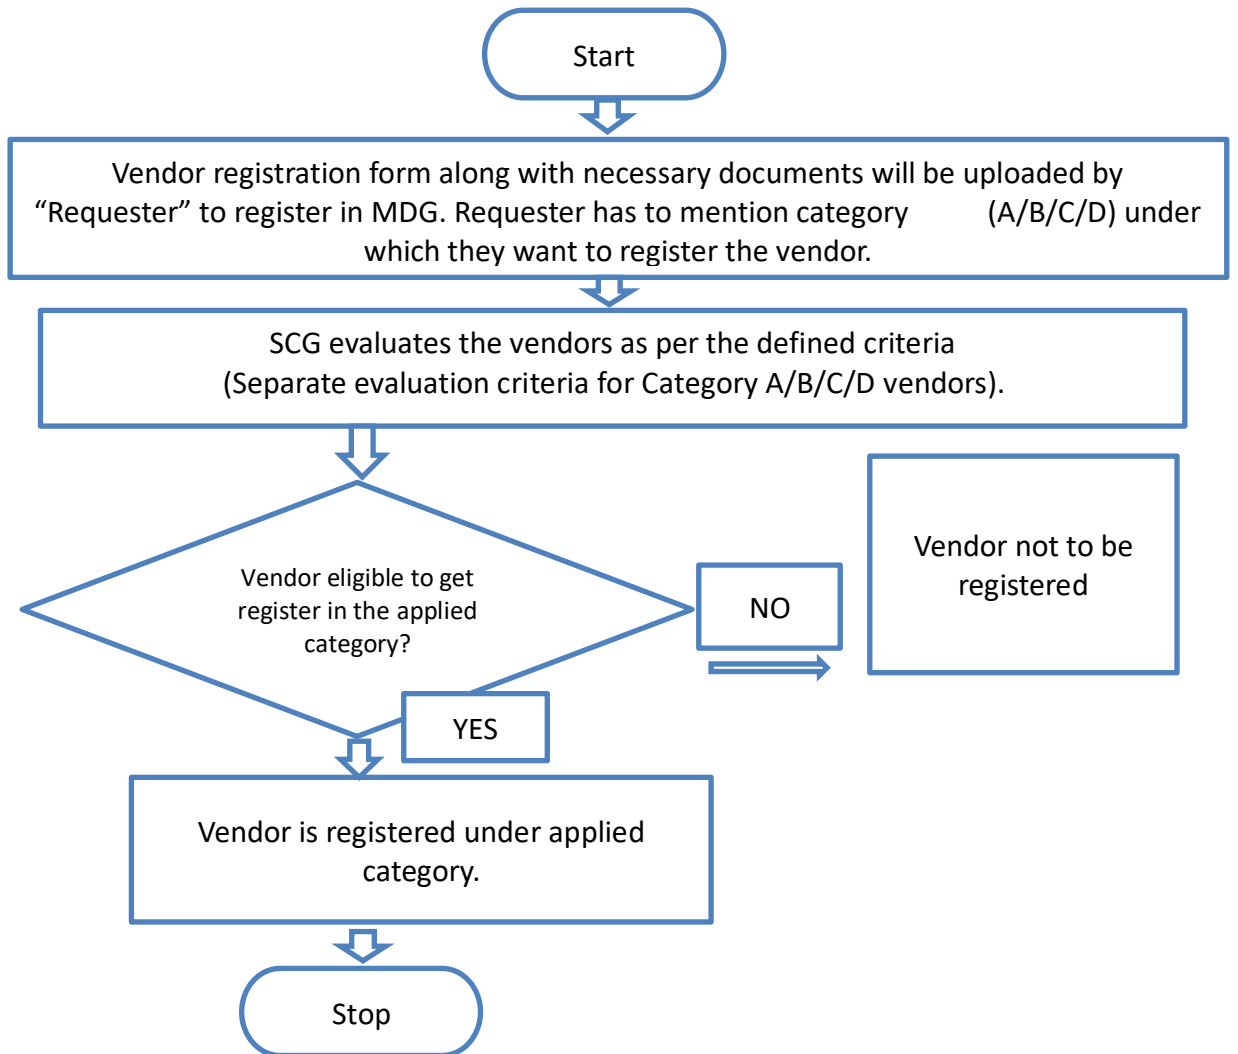 Start
Vendor registration form along with necessary documents will be uploaded by
“Requester” to register in MDG. Requester has to mention category (A/B/C/D) under
which they want to register the vendor.
SCG evaluates the vendors as per the defined criteria
(Separate evaluation criteria for Category A/B/C/D vendors).
Vendor eligible to get
register in the applied
category?
NO
Vendor not to be
registered
YES
Vendor is registered under applied
category.
Stop